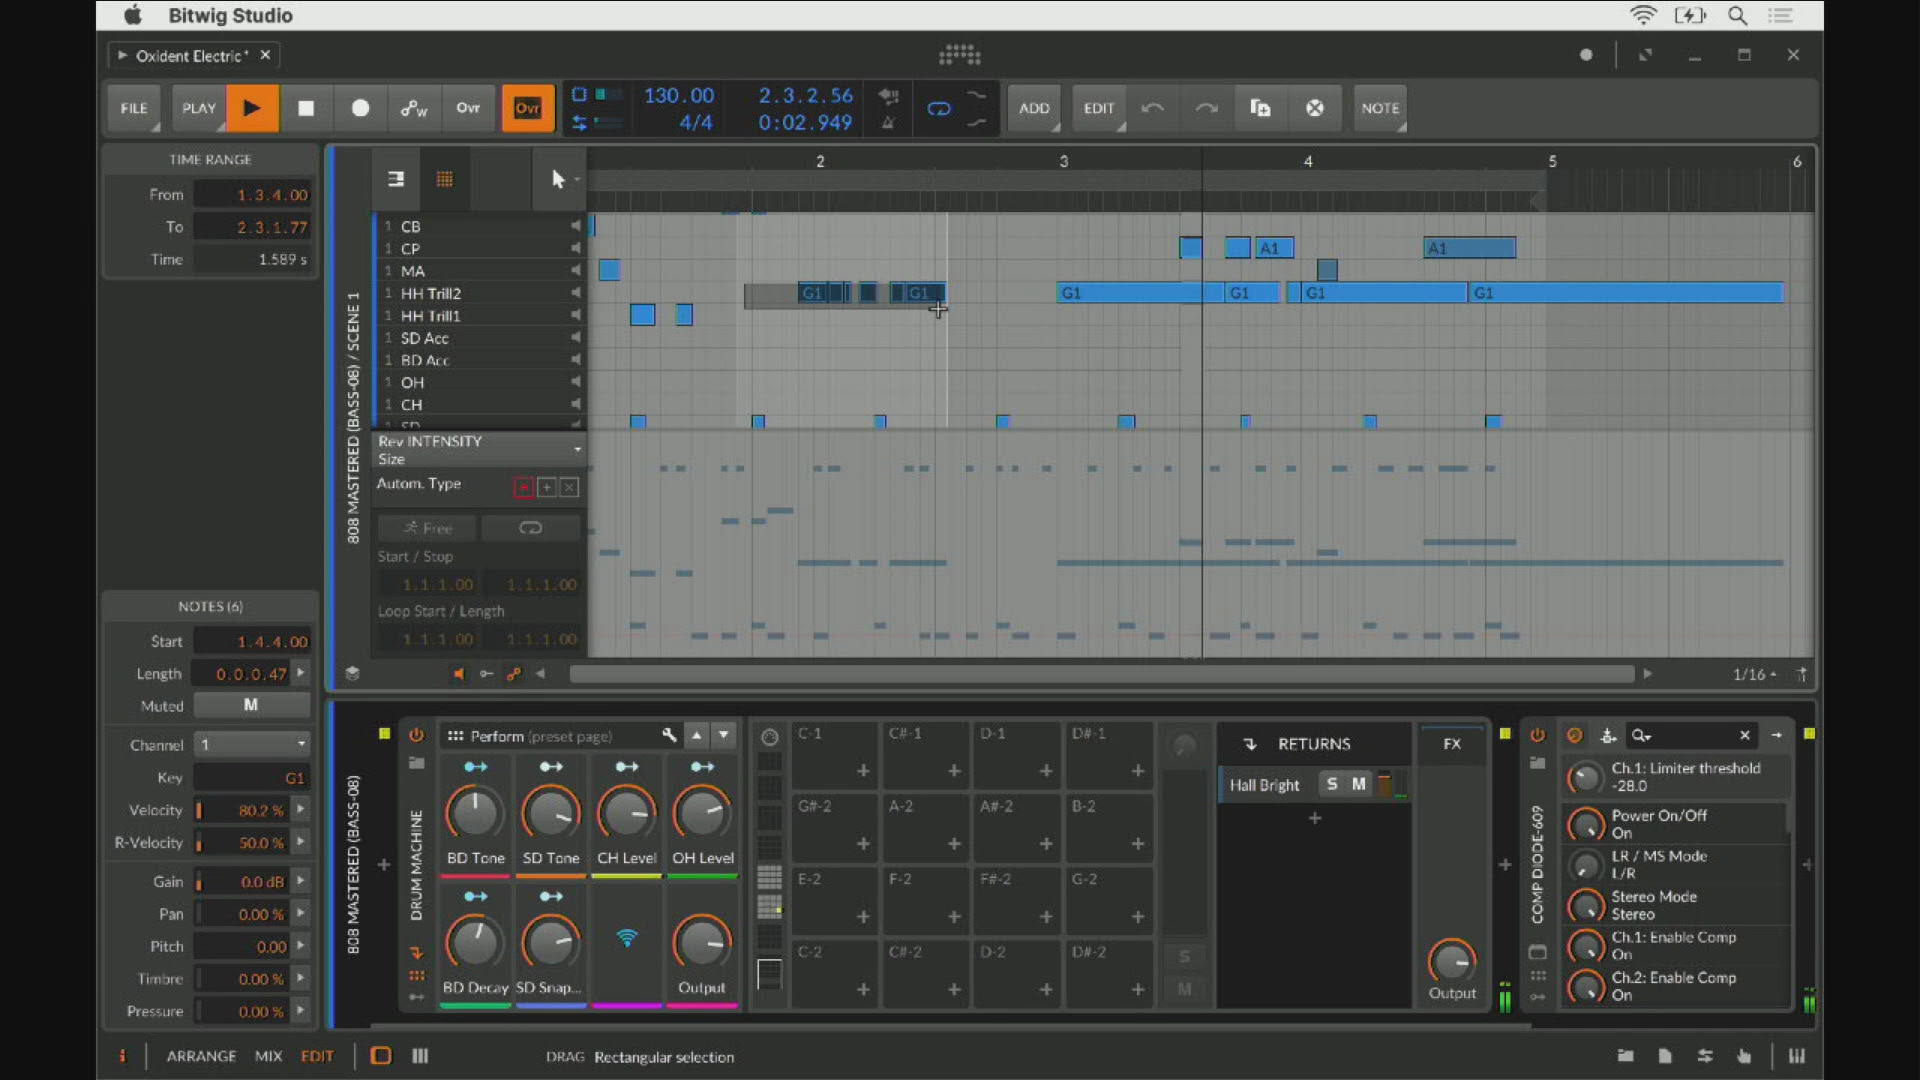 Bitwig Studio
Oxident Electric*
FILE PLAY Ovr Ovr 130.00 2.3.2.56 ADD EDIT NOTE
4/4 0:02.949
TIME RANGE
From 1.3.4.00
To 2.3.1.77
Time 1.589 s
2 3 4 5 6
1 CB
1 CP A1 A1
1 MA
1 HH Trill2 G1 G1 G1 G1 G1 G1
1 HH Trill1
1 SD Acc
1 BD Acc
1 OH
1 CH
808 MASTERED (BASS-08) / SCENE 1
Rev INTENSITY
Size
Autom. Type
Free
Start / Stop
1.1.1.00 1.1.1.00
Loop Start / Length
1.1.1.00 1.1.1.00
1/16
NOTES (6)
Start 1.4.4.00
Length 0.0.0.47
Muted M
Channel 1
Key G1
Velocity 80.2 %
R-Velocity 50.0 %
Gain 0.0 dB
Pan 0.00 %
Pitch 0.00
Timbre 0.00 %
Pressure 0.00 %
808 MASTERED (BASS-08)
DRUM MACHINE
Perform (preset page)
BD Tone SD Tone CH Level OH Level
BD Decay SD Snap... Output
C-1 C#-1 D-1 D#-1
G#-2 A-2 A#-2 B-2
E-2 F-2 F#-2 G-2
C-2 C#-2 D-2 D#-2
S
M
RETURNS
Hall Bright S M
FX
Output
COMP DIODE-609
Ch.1: Limiter threshold
-28.0
Power On/Off
On
LR / MS Mode
L/R
Stereo Mode
Stereo
Ch.1: Enable Comp
On
Ch.2: Enable Comp
On
i ARRANGE MIX EDIT DRAG Rectangular selection